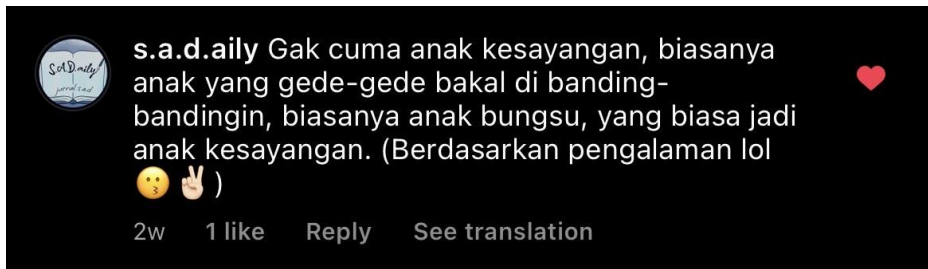 s.a.d.aily Gak cuma anak kesayangan, biasanya
anak yang gede-gede bakal di banding-
bandingin, biasanya anak bungsu, yang biasa jadi
anak kesayangan. (Berdasarkan pengalaman lol
😗✌🏻)
2w 1 like Reply See translation